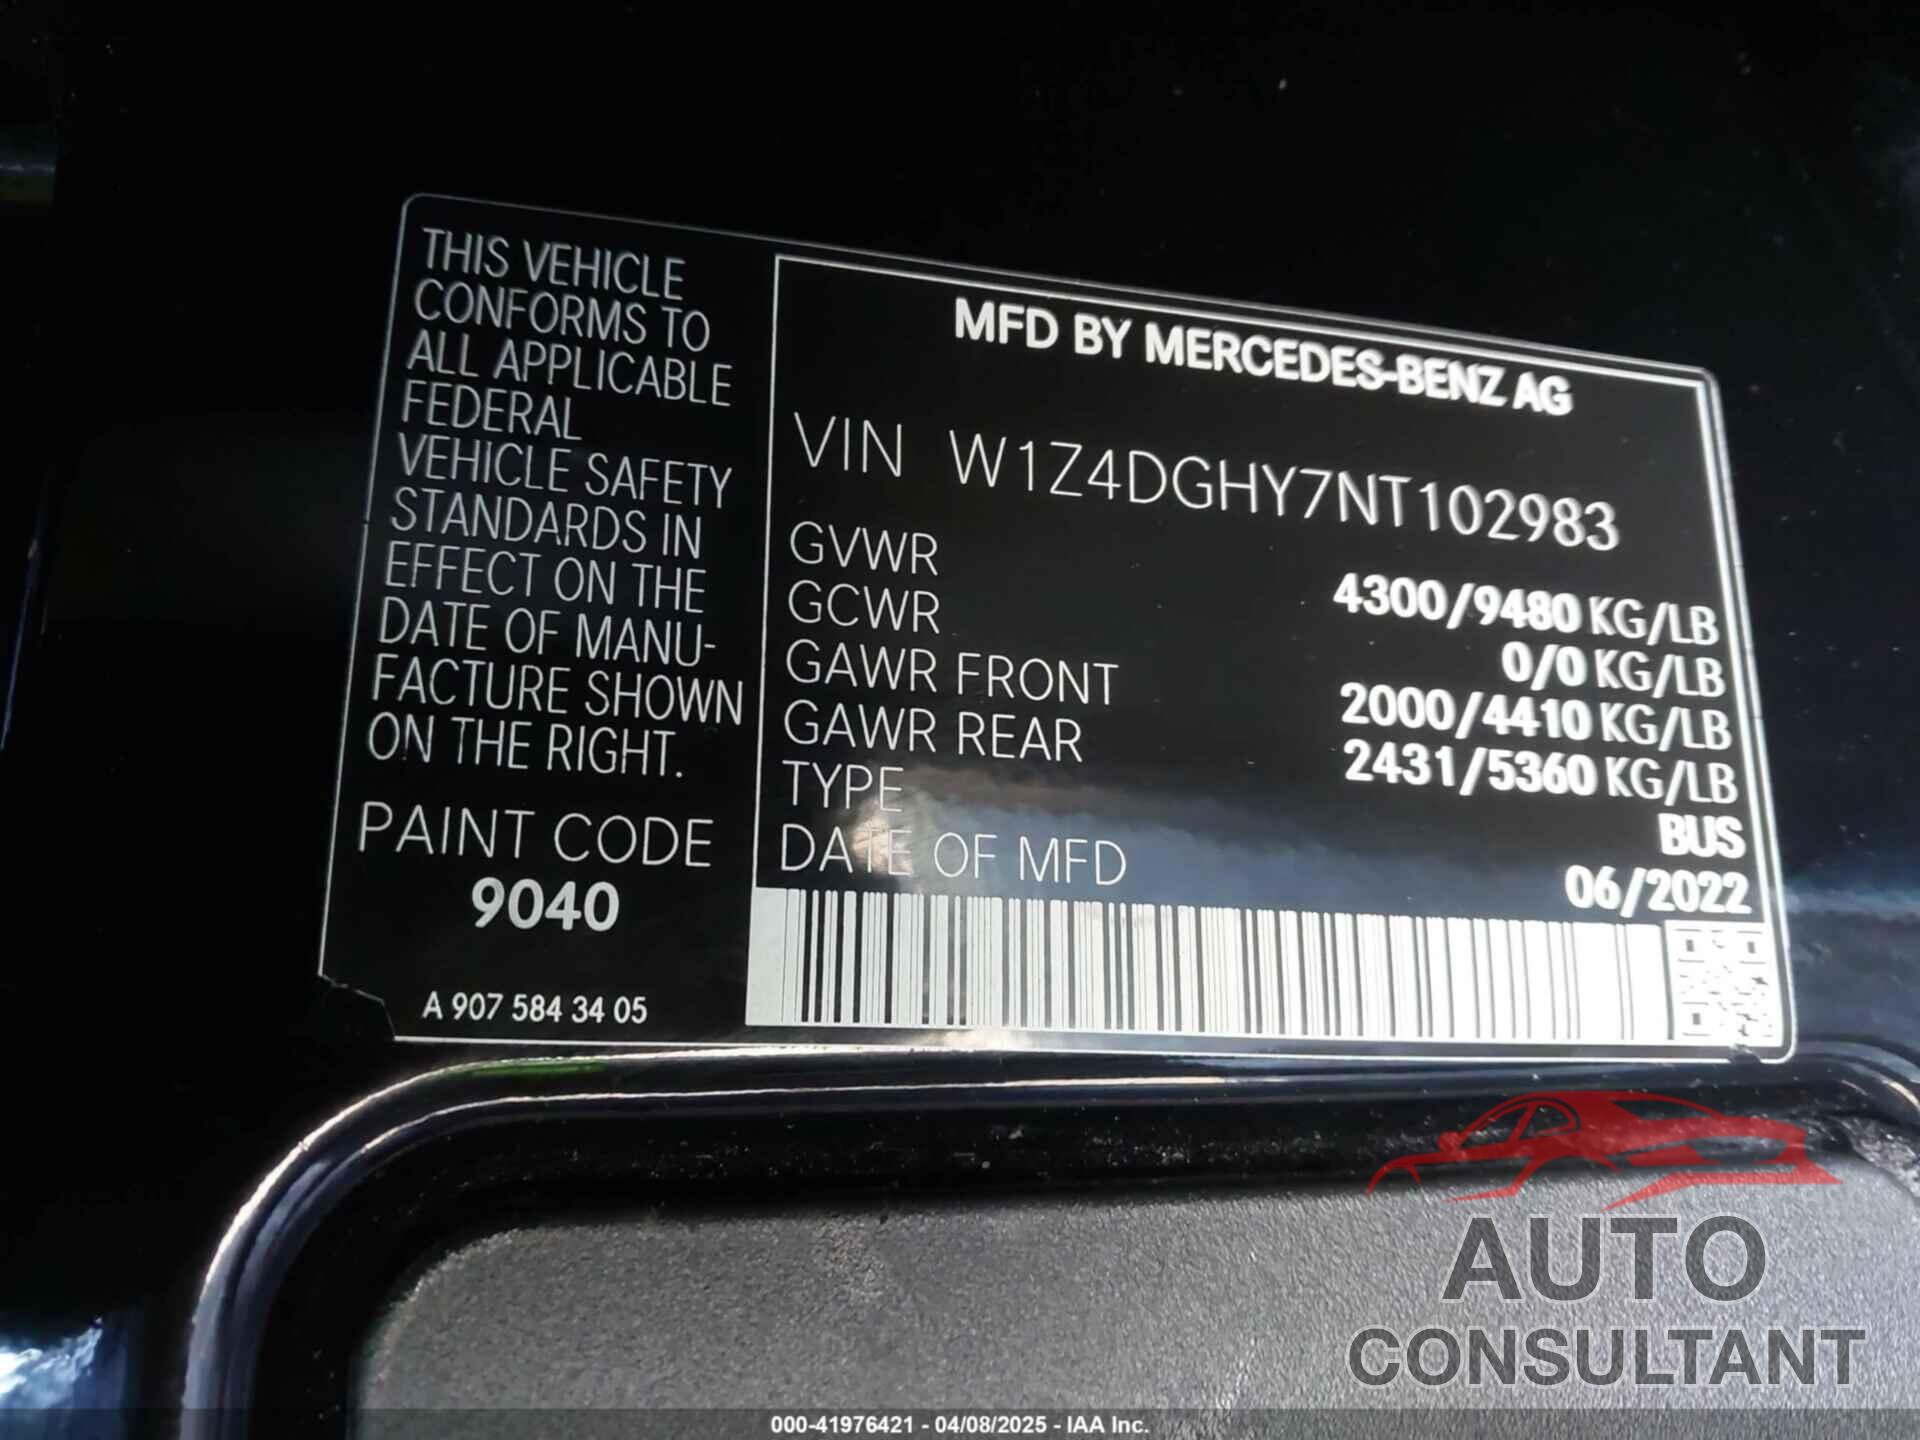 THIS VEHICLE
CONFORMS TO
ALL APPLICABLE
FEDERAL
VEHICLE SAFETY
STANDARDS IN
EFFECT ON THE
DATE OF MANU-
FACTURE SHOWN
ON THE RIGHT.
PAINT CODE
9040
A 907 584 34 05
MFD BY MERCEDES-BENZ AG
VIN W1Z4DGHY7NT102983
GVWR 4300/9480 KG/LB
GCWR 0/0 KG/LB
GAWR FRONT 2000/4410 KG/LB
GAWR REAR 2431/5360 KG/LB
TYPE BUS
DATE OF MFD 06/2022
AUTO
CONSULTANT
000-41976421 - 04/08/2025 - IAA Inc.